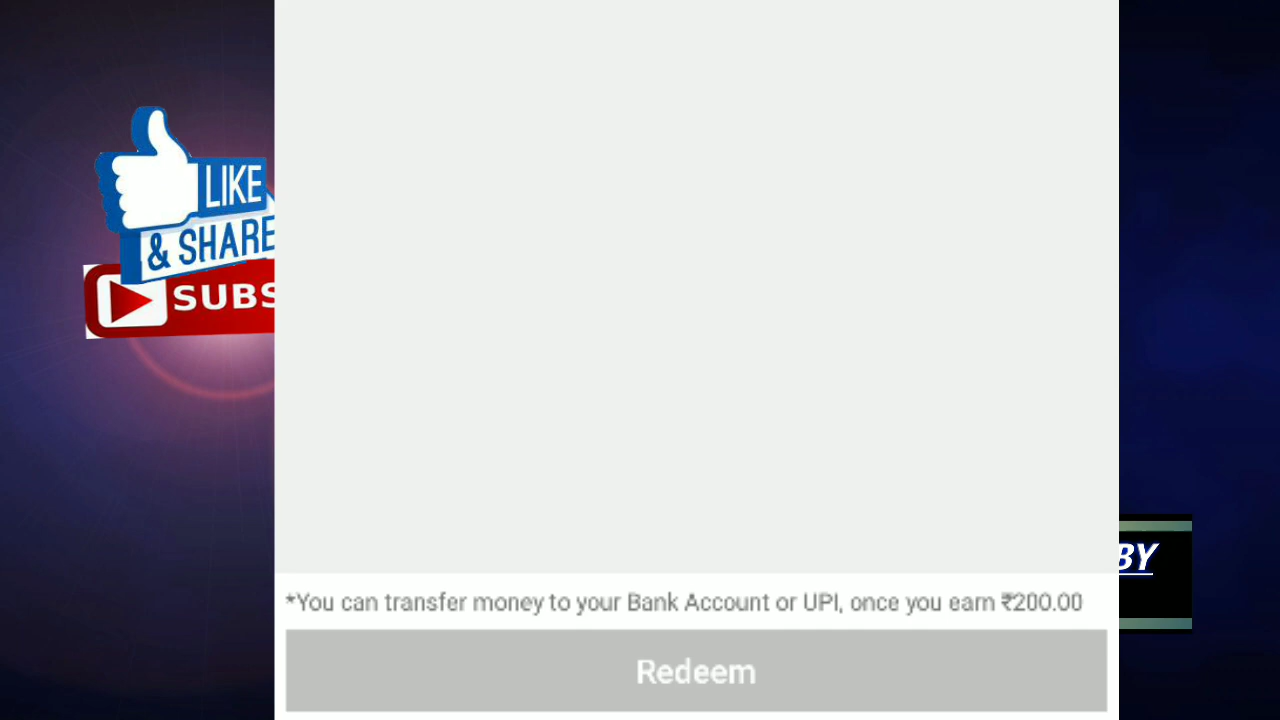 LIKE
& SHARE
SUBS
BY
*You can transfer money to your Bank Account or UPI, once you earn ₹200.00
Redeem